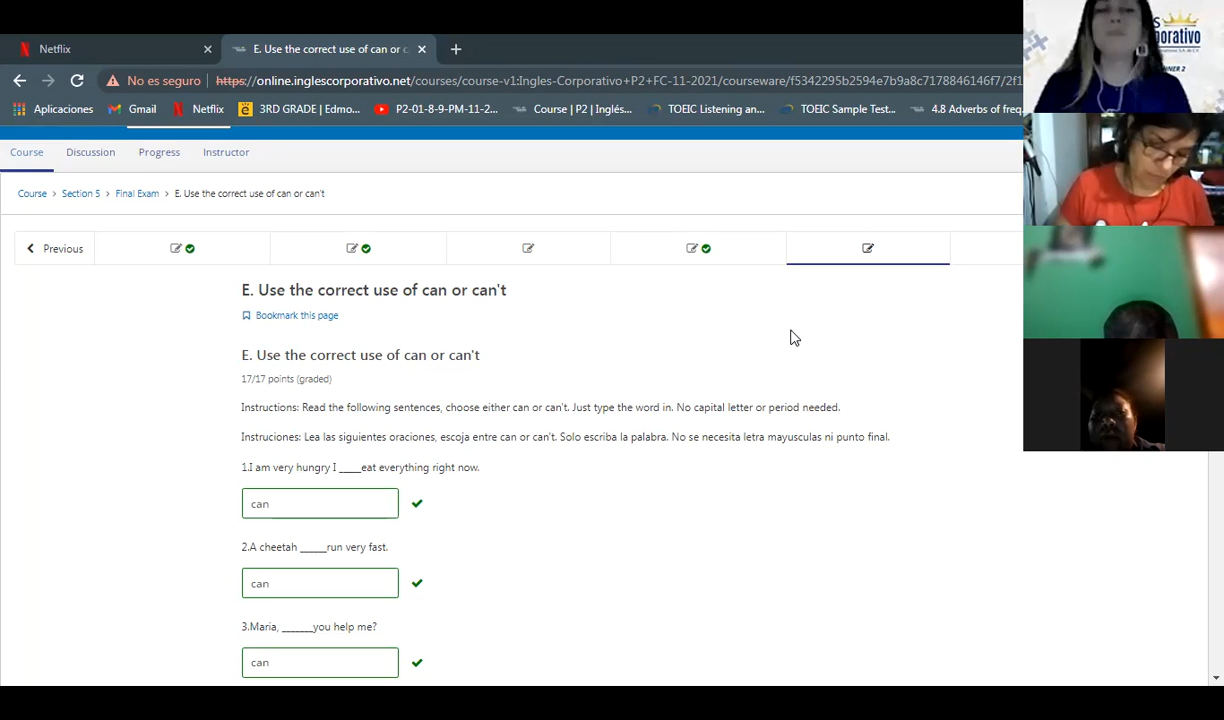 Netflix
E. Use the correct use of can or c
No es seguro https://online.inglescorporativo.net/courses/course-v1:Ingles-Corporativo+P2+FC-11-2021/courseware/f5342295b2594e7b9a8c7178846146f7/2f1
Aplicaciones Gmail Netflix 3RD GRADE | Edmo... P2-01-8-9-PM-11-2... Course | P2 | Inglés... TOEIC Listening an... TOEIC Sample Test... 4.8 Adverbs of freq
Course Discussion Progress Instructor
Course > Section 5 > Final Exam > E. Use the correct use of can or can't
Previous
E. Use the correct use of can or can't
Bookmark this page
E. Use the correct use of can or can't
17/17 points (graded)
Instructions: Read the following sentences, choose either can or can't. Just type the word in. No capital letter or period needed.
Instruciones: Lea las siguientes oraciones, escoja entre can or can't. Solo escriba la palabra. No se necesita letra mayusculas ni punto final.
1.I am very hungry I _____eat everything right now.
can
2.A cheetah ______run very fast.
can
3.Maria, _______you help me?
can